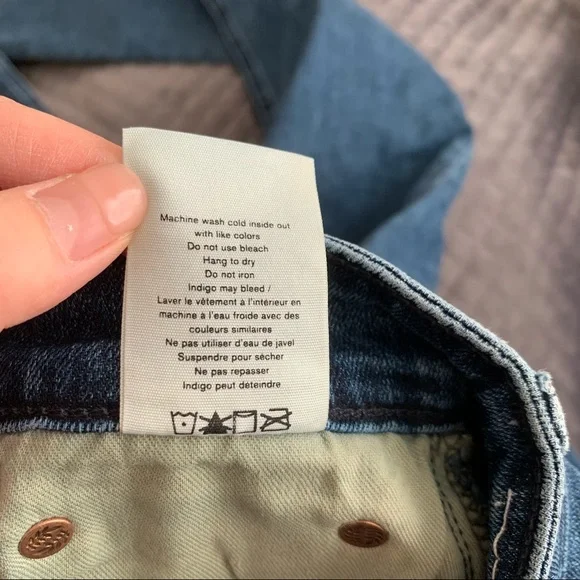 Machine wash cold inside out
with like colors
Do not use bleach
Hang to dry
Do not iron
Indigo may bleed /
Laver le vêtement à l'intérieur en
machine à l'eau froide avec des
couleurs similaires
Ne pas utiliser d'eau de javel
Suspendre pour sécher
Ne pas repasser
Indigo peut déteindre